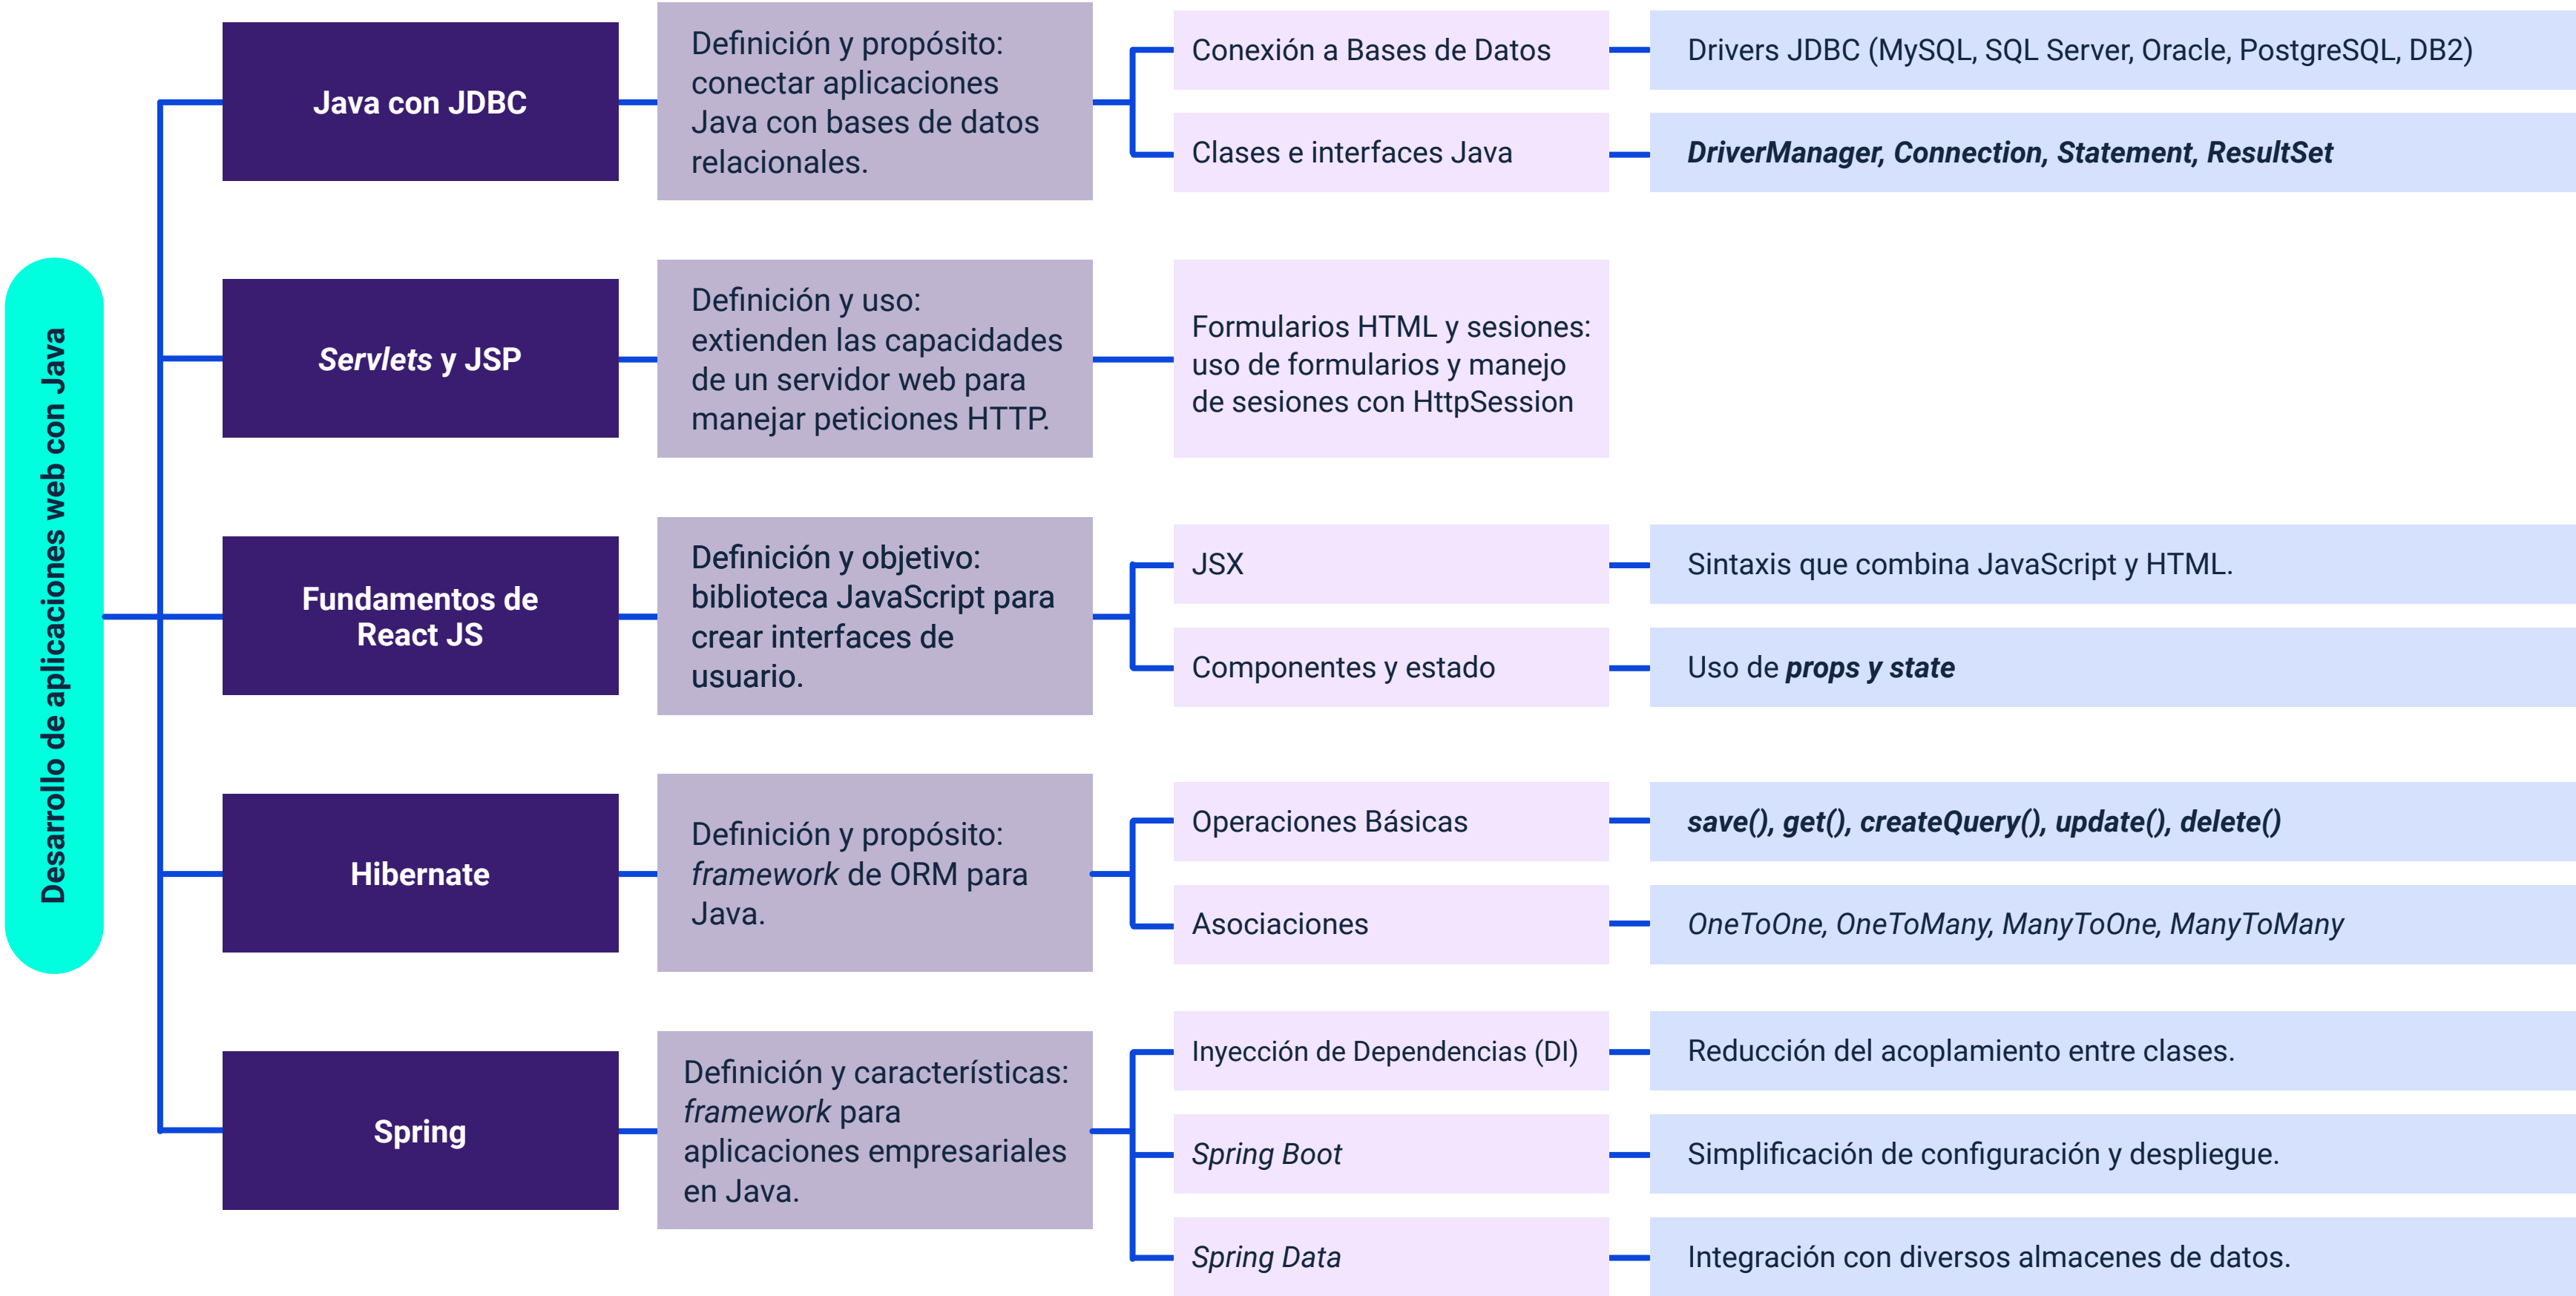 Desarrollo de aplicaciones web con Java
Java con JDBC
Definición y propósito:
conectar aplicaciones
Java con bases de datos
relacionales.
Conexión a Bases de Datos
Drivers JDBC (MySQL, SQL Server, Oracle, PostgreSQL, DB2)
Clases e interfaces Java
DriverManager, Connection, Statement, ResultSet
Servlets y JSP
Definición y uso:
extienden las capacidades
de un servidor web para
manejar peticiones HTTP.
Formularios HTML y sesiones:
uso de formularios y manejo
de sesiones con HttpSession
Fundamentos de
React JS
Definición y objetivo:
biblioteca JavaScript para
crear interfaces de
usuario.
JSX
Sintaxis que combina JavaScript y HTML.
Componentes y estado
Uso de props y state
Hibernate
Definición y propósito:
framework de ORM para
Java.
Operaciones Básicas
save(), get(), createQuery(), update(), delete()
Asociaciones
OneToOne, OneToMany, ManyToOne, ManyToMany
Spring
Definición y características:
framework para
aplicaciones empresariales
en Java.
Inyección de Dependencias (DI)
Reducción del acoplamiento entre clases.
Spring Boot
Simplificación de configuración y despliegue.
Spring Data
Integración con diversos almacenes de datos.